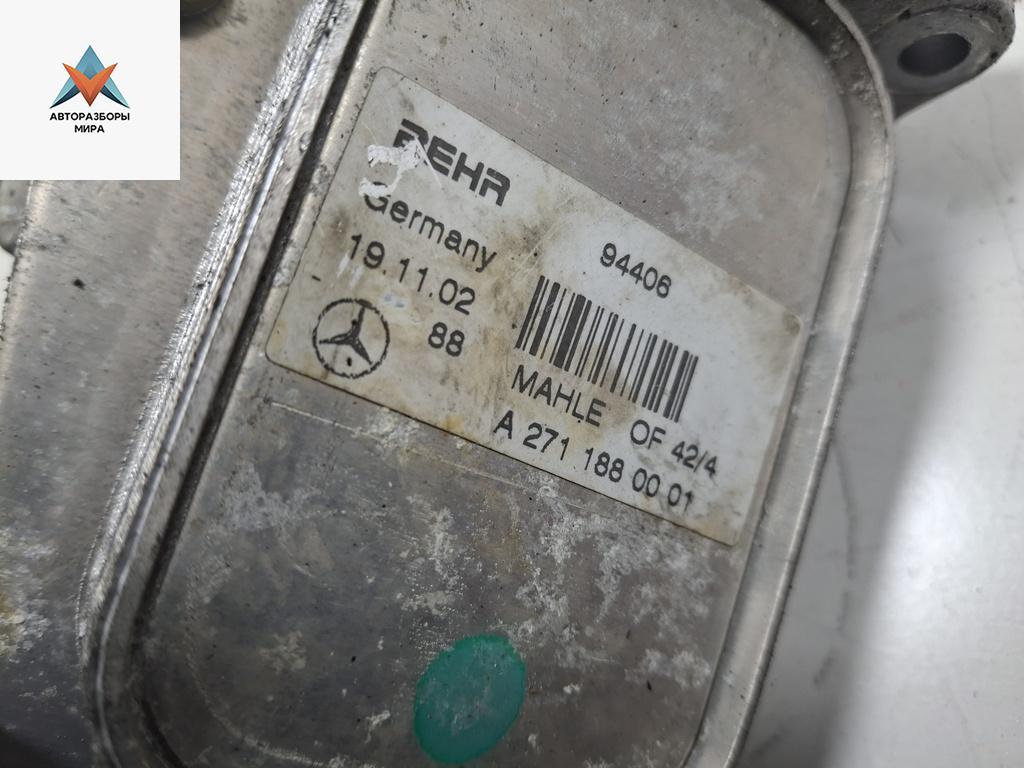 АВТОРАЗБОРЫ
МИРА
BEHR
Germany
19.11.02
88
94406
MAHLE OF 42/4
A 271 188 00 01